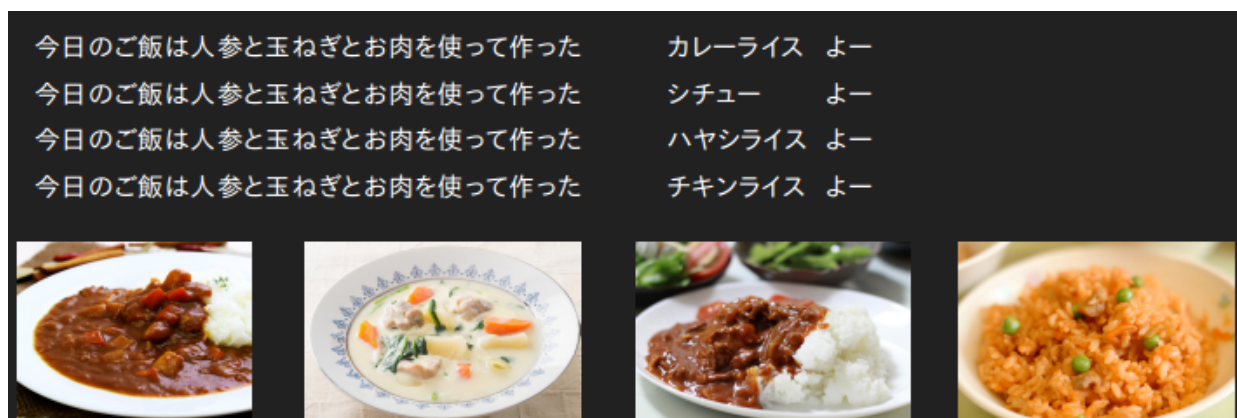 今日のご飯は人参と玉ねぎとお肉を使って作った カレーライス よー
今日のご飯は人参と玉ねぎとお肉を使って作った シチュー よー
今日のご飯は人参と玉ねぎとお肉を使って作った ハヤシライス よー
今日のご飯は人参と玉ねぎとお肉を使って作った チキンライス よー